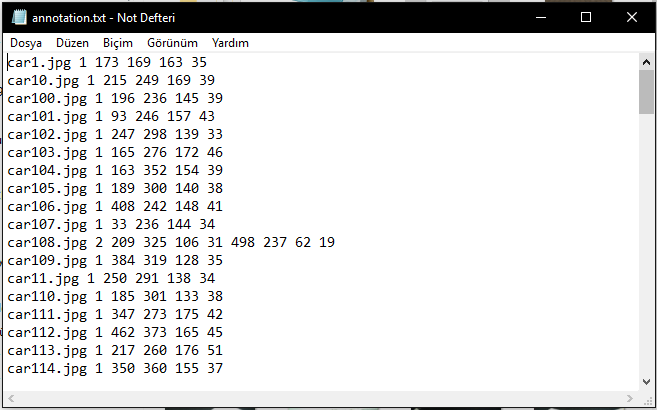 annotation.txt - Not Defteri
Dosya Düzen Biçim Görünüm Yardım
car1.jpg 1 173 169 163 35
car10.jpg 1 215 249 169 39
car100.jpg 1 196 236 145 39
car101.jpg 1 93 246 157 43
car102.jpg 1 247 298 139 33
car103.jpg 1 165 276 172 46
car104.jpg 1 163 352 154 39
car105.jpg 1 189 300 140 38
car106.jpg 1 408 242 148 41
car107.jpg 1 33 236 144 34
car108.jpg 2 209 325 106 31 498 237 62 19
car109.jpg 1 384 319 128 35
car11.jpg 1 250 291 138 34
car110.jpg 1 185 301 133 38
car111.jpg 1 347 273 175 42
car112.jpg 1 462 373 165 45
car113.jpg 1 217 260 176 51
car114.jpg 1 350 360 155 37